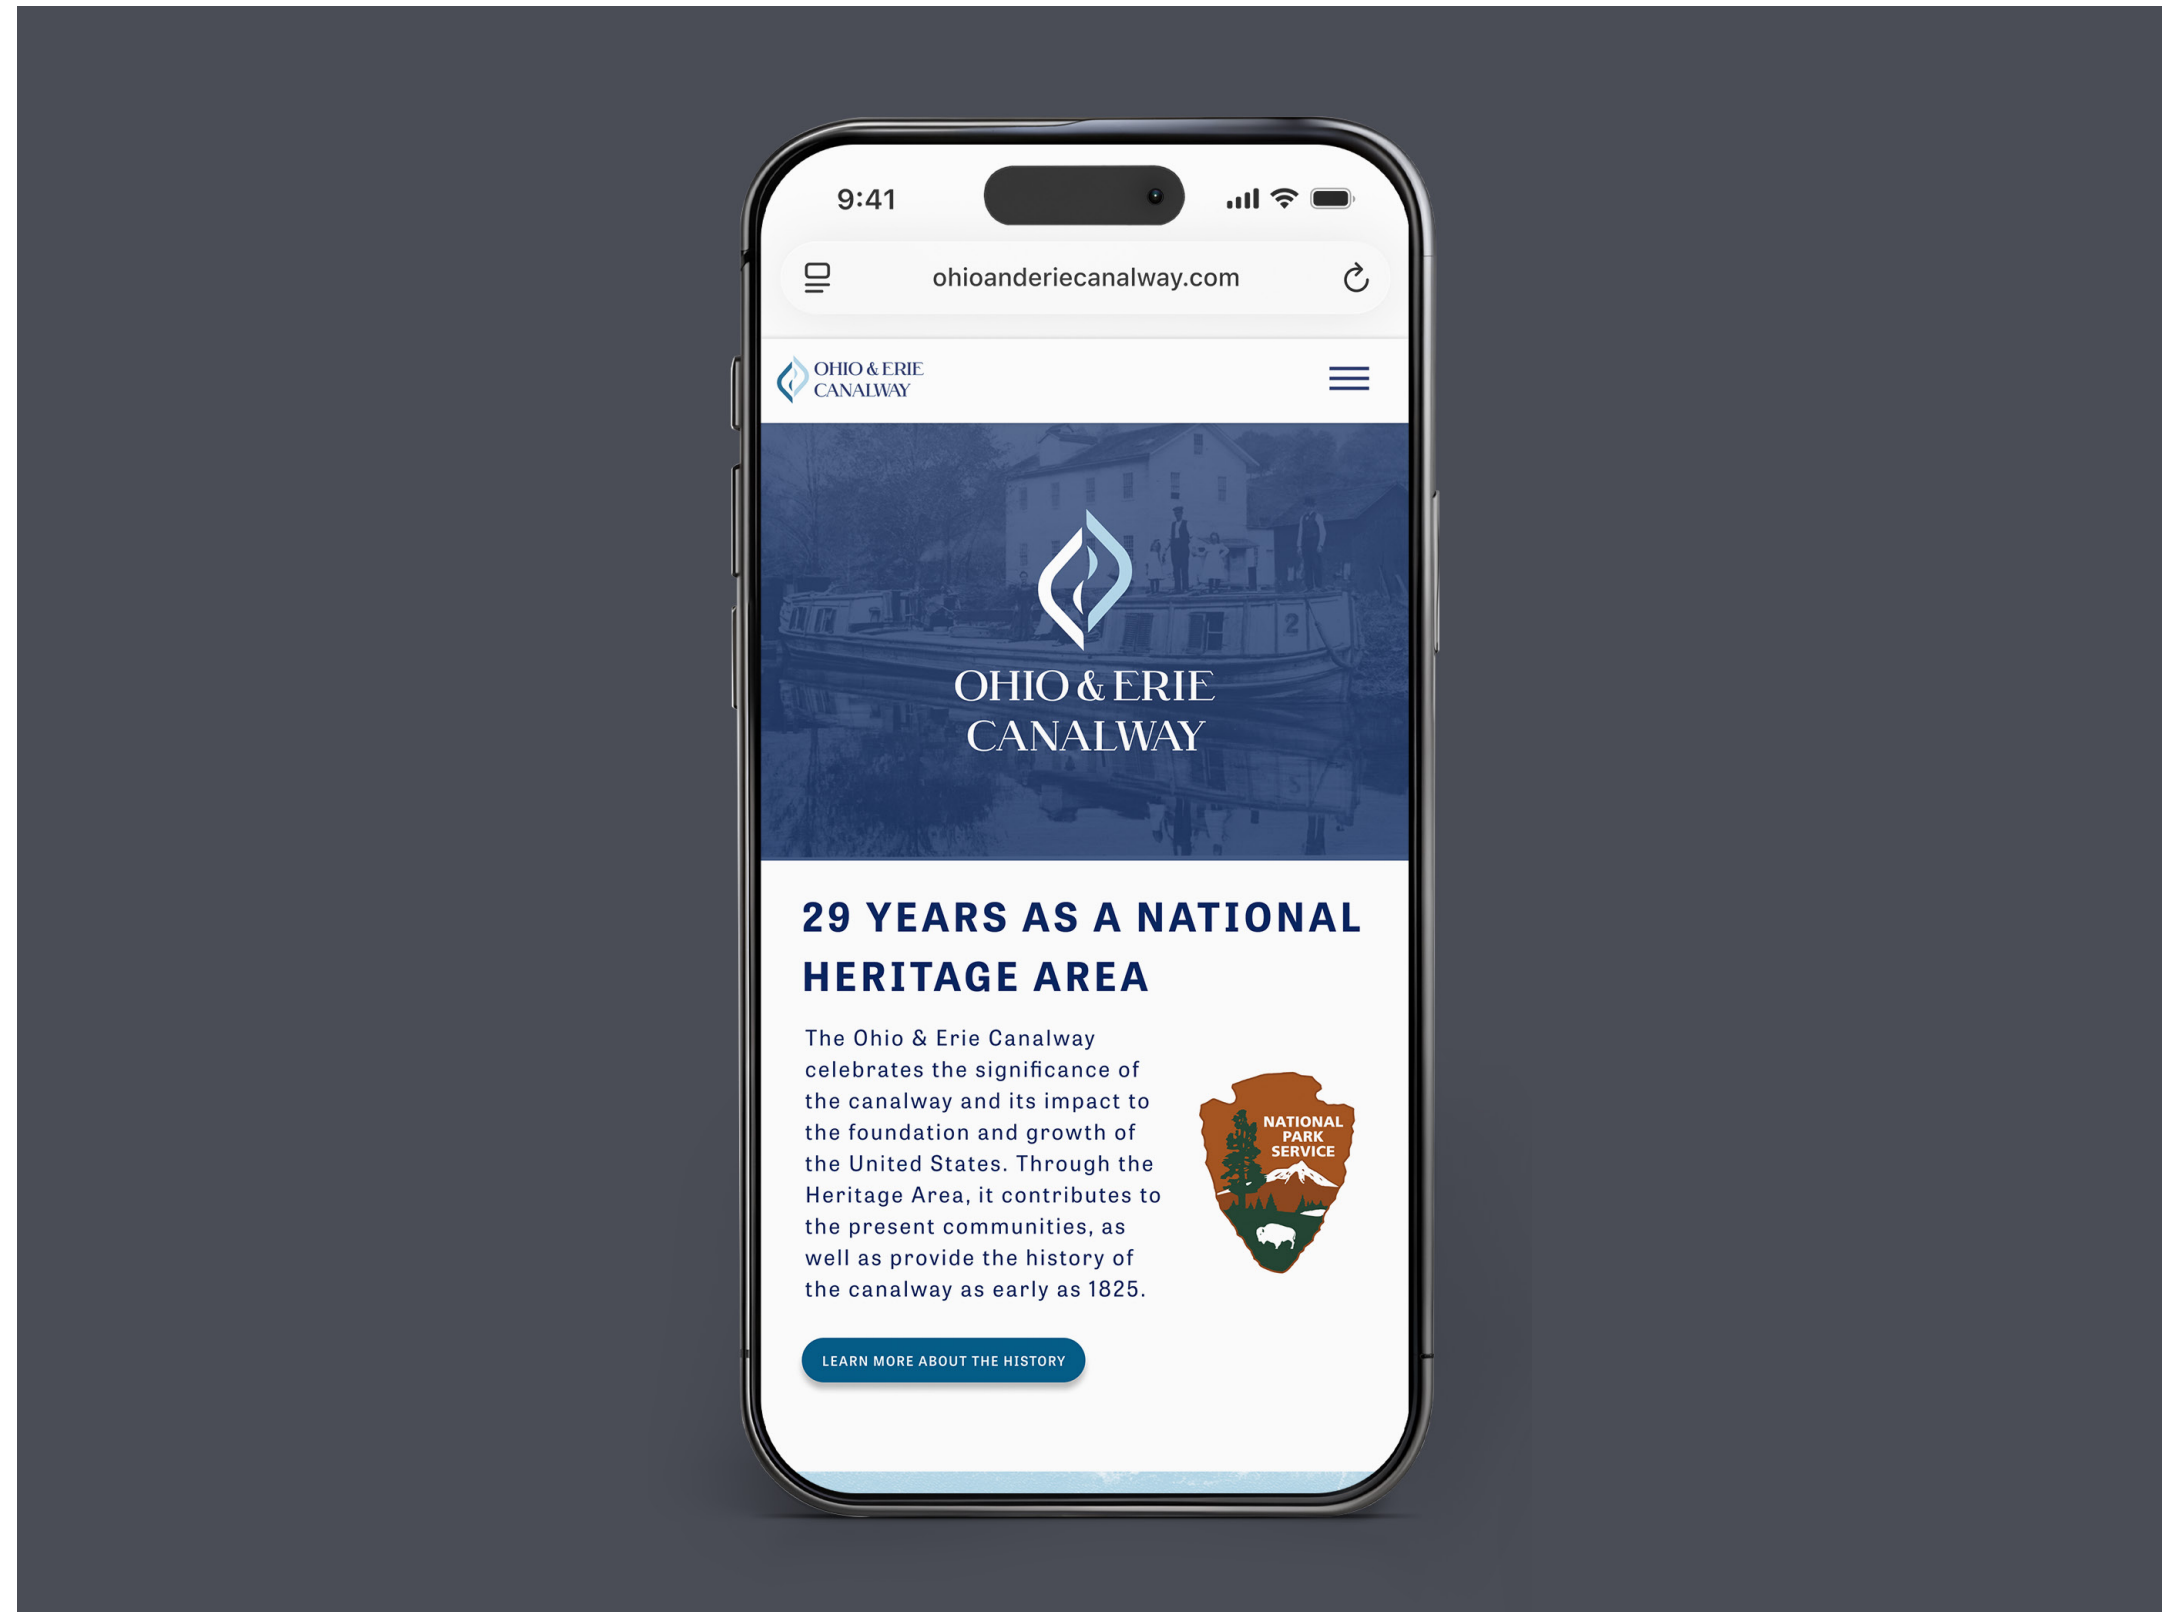 9:41
ohioanderiecanalway.com
OHIO & ERIE
CANALWAY
2
OHIO & ERIE
CANALWAY
29 YEARS AS A NATIONAL
HERITAGE AREA
The Ohio & Erie Canalway
celebrates the significance of
the canalway and its impact to
the foundation and growth of
the United States. Through the
Heritage Area, it contributes to
the present communities, as
well as provide the history of
the canalway as early as 1825.
NATIONAL
PARK
SERVICE
LEARN MORE ABOUT THE HISTORY